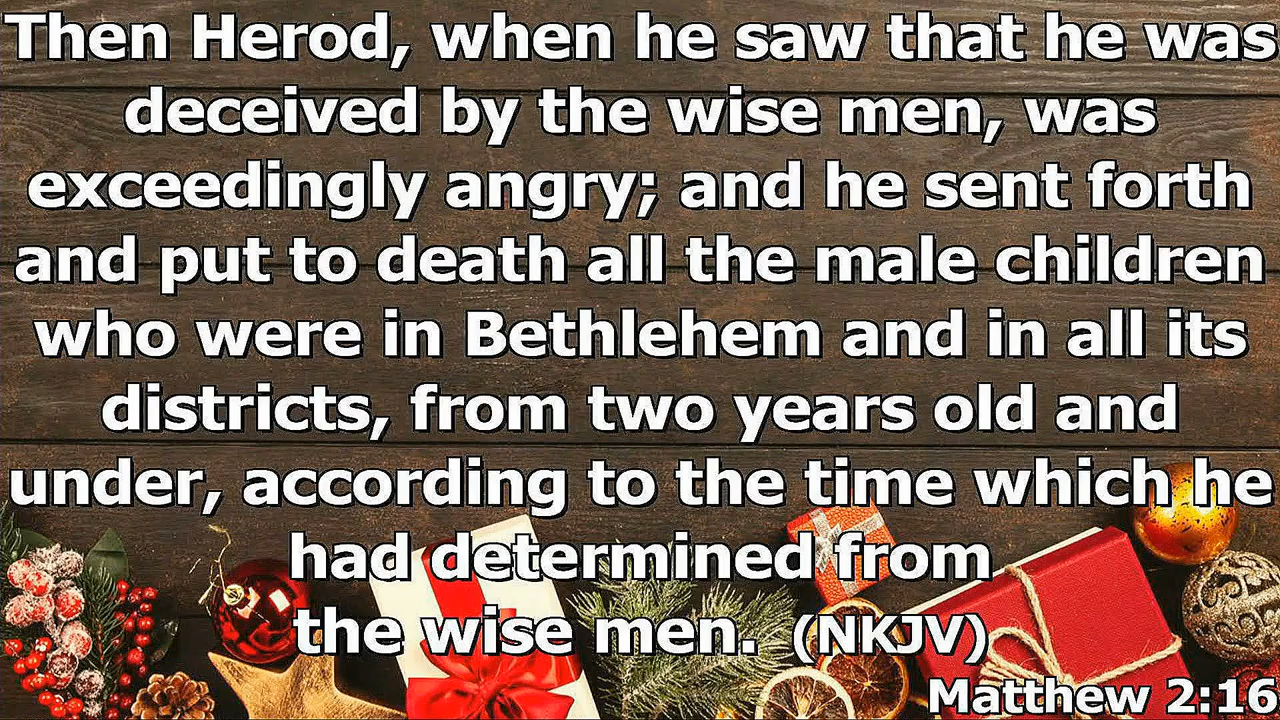 Then Herod, when he saw that he was
deceived by the wise men, was
exceedingly angry; and he sent forth
and put to death all the male children
who were in Bethlehem and in all its
districts, from two years old and
under, according to the time which he
had determined from
the wise men. (NKJV)
Matthew 2:16